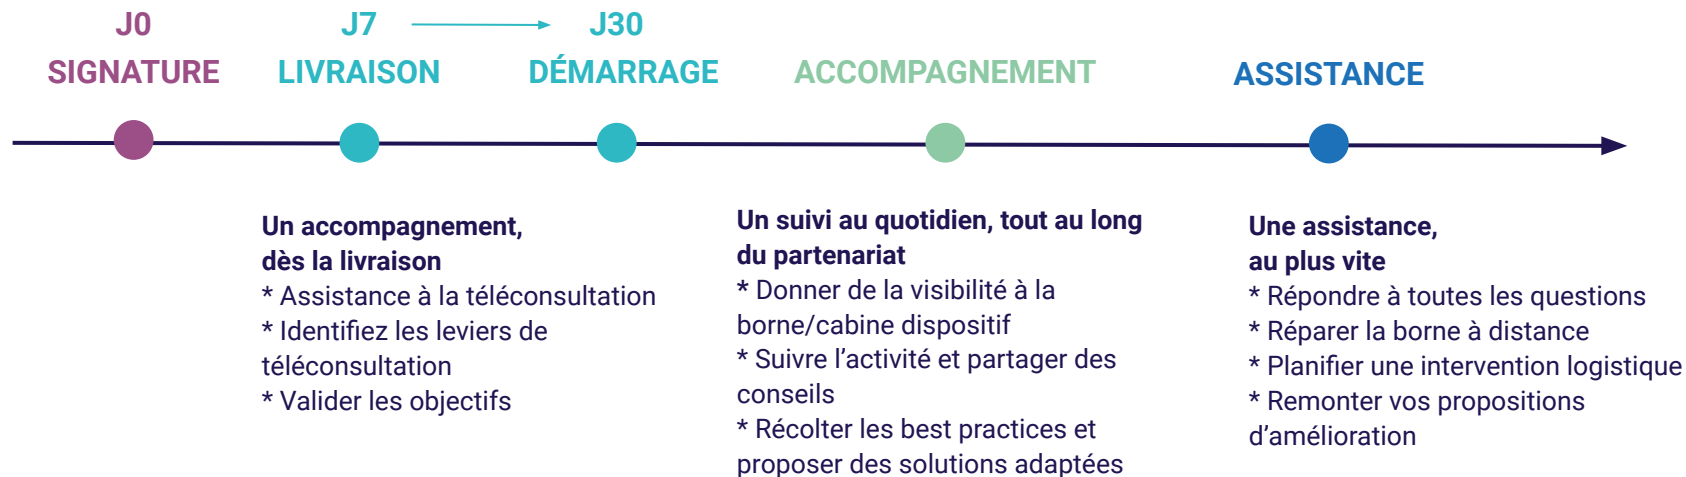 J0
SIGNATURE
J7
LIVRAISON
J30
DÉMARRAGE
ACCOMPAGNEMENT
ASSISTANCE
Un accompagnement,
dès la livraison
* Assistance à la téléconsultation
* Identifiez les leviers de
téléconsultation
* Valider les objectifs
Un suivi au quotidien, tout au long
du partenariat
* Donner de la visibilité à la
borne/cabine dispositif
* Suivre l’activité et partager des
conseils
* Récolter les best practices et
proposer des solutions adaptées
Une assistance,
au plus vite
* Répondre à toutes les questions
* Réparer la borne à distance
* Planifier une intervention logistique
* Remonter vos propositions
d’amélioration